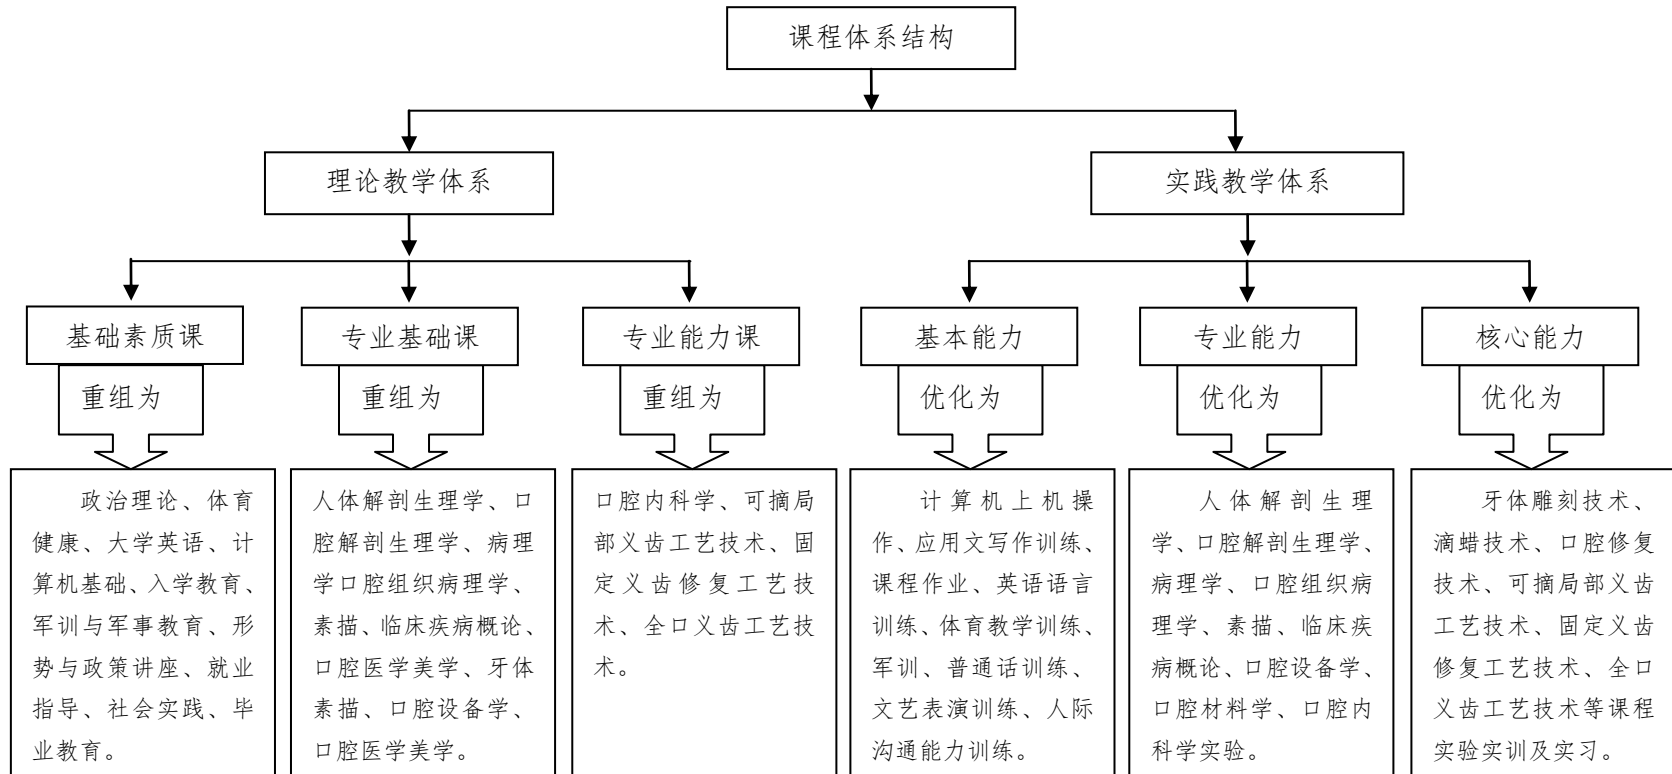 课程体系结构
理论教学体系
实践教学体系
基础素质课
专业基础课
专业能力课
基本能力
专业能力
核心能力
重组为
重组为
重组为
优化为
优化为
优化为
政治理论、体育
健康、大学英语、计
算机基础、入学教育、
军训与军事教育、形
势与政策讲座、就业
指导、社会实践、毕
业教育。
人体解剖生理学、口
腔解剖生理学、病理
学口腔组织病理学、
素描、临床疾病概论、
口腔医学美学、牙体
素描、口腔设备学、
口腔医学美学。
口腔内科学、可摘局
部义齿工艺技术、固
定义齿修复工艺技
术、全口义齿工艺技
术。
计算机上机操
作、应用文写作训练、
课程作业、英语语言
训练、体育教学训练、
军训、普通话训练、
文艺表演训练、人际
沟通能力训练。
人体解剖生理
学、口腔解剖生理学、
病理学、口腔组织病
理学、素描、临床疾
病概论、口腔设备学、
口腔材料学、口腔内
科学实验。
牙体雕刻技术、
滴蜡技术、口腔修复
技术、可摘局部义齿
工艺技术、固定义齿
修复工艺技术、全口
义齿工艺技术等课程
实验实训及实习。